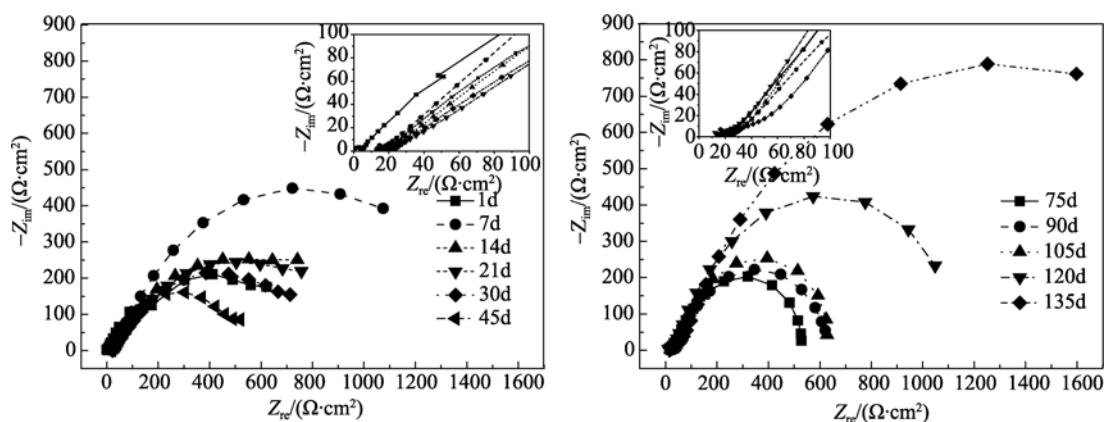 900
800
700
600
500
400
300
200
100
0
−Z_im/(Ω·cm²)
0 200 400 600 800 1000 1200 1400 1600
Z_re/(Ω·cm²)
100
80
60
40
20
0
−Z_im/(Ω·cm²)
0 20 40 60 80 100
Z_re/(Ω·cm²)
1d
7d
14d
21d
30d
45d
900
800
700
600
500
400
300
200
100
0
−Z_im/(Ω·cm²)
0 200 400 600 800 1000 1200 1400 1600
Z_re/(Ω·cm²)
100
80
60
40
20
0
−Z_im/(Ω·cm²)
0 20 40 60 80 100
Z_re/(Ω·cm²)
75d
90d
105d
120d
135d